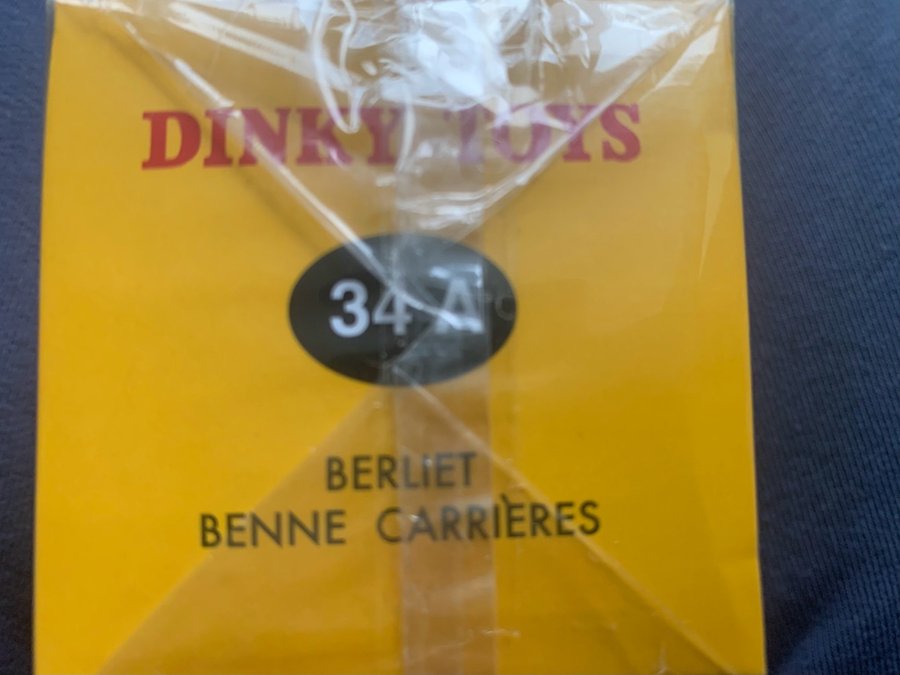 DINKY TOYS
34 A
BERLIET
BENNE CARRIÈRES